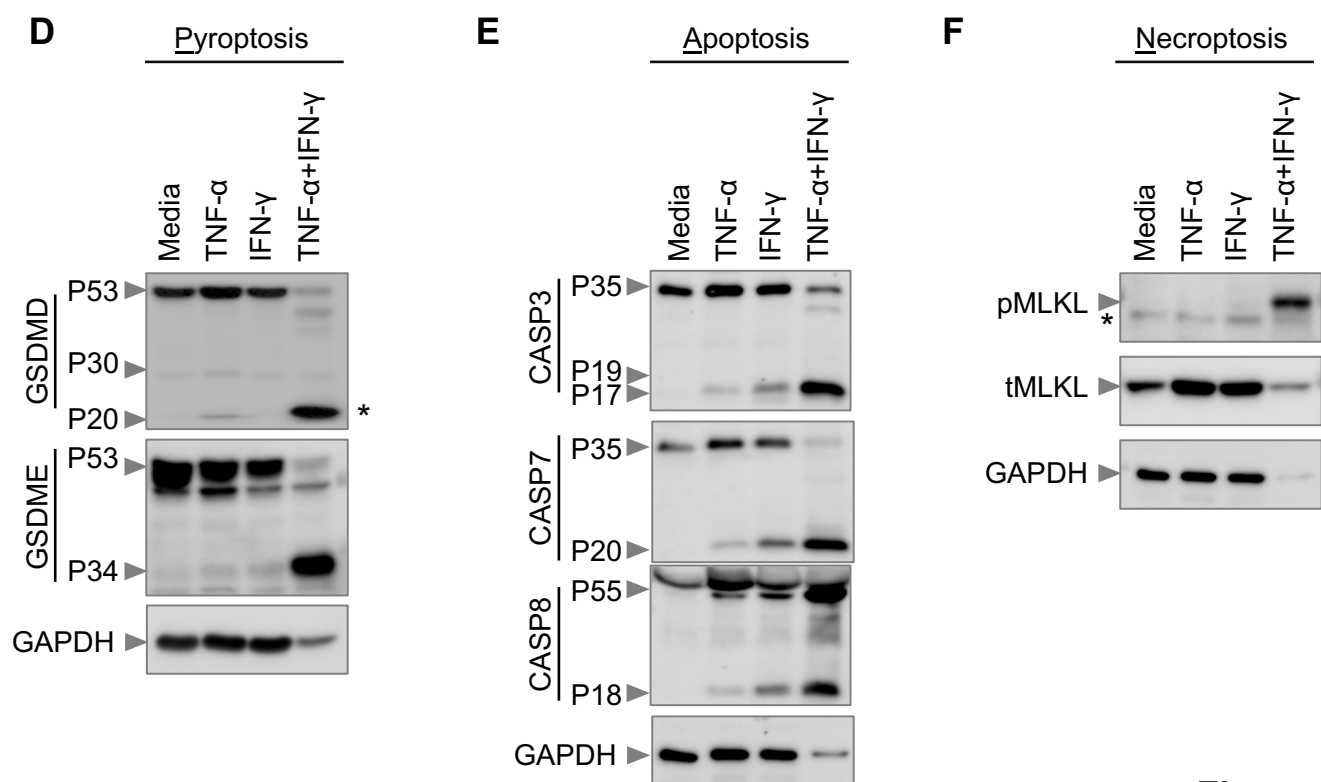 D
Pyroptosis
Media
TNF-α
IFN-γ
TNF-α+IFN-γ
GSDMD
P53
P30
P20
*
GSDME
P53
P34
GAPDH
E
Apoptosis
Media
TNF-α
IFN-γ
TNF-α+IFN-γ
CASP3
P35
P19
P17
CASP7
P35
P20
CASP8
P55
P18
GAPDH
F
Necroptosis
Media
TNF-α
IFN-γ
TNF-α+IFN-γ
pMLKL
*
tMLKL
GAPDH